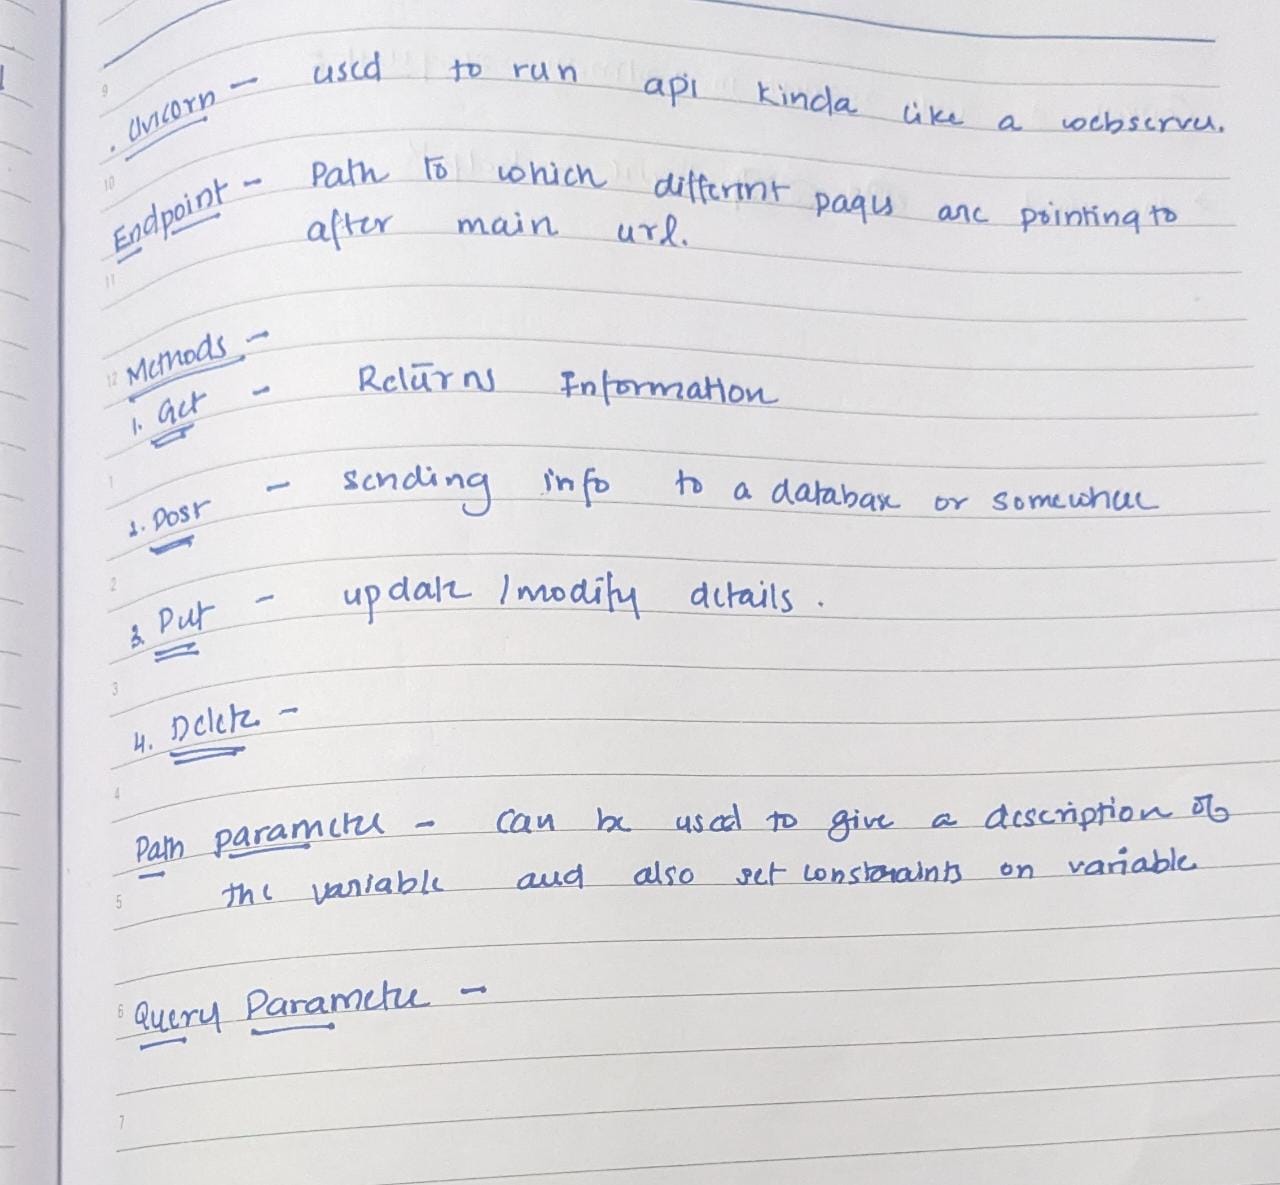 . Uvicorn - used to run api kinda like a webserver.
Endpoint - Path to which different pages are pointing to
after main url.
Methods -
1. Get - Returns Information
2. Post - sending info to a database or somewhere
3. Put - update /modify details.
4. Delete -
Path parameter - Can be used to give a description of
the variable and also set constraints on variable
Query Parameter -
9
10
11
12
1
2
3
4
5
6
7